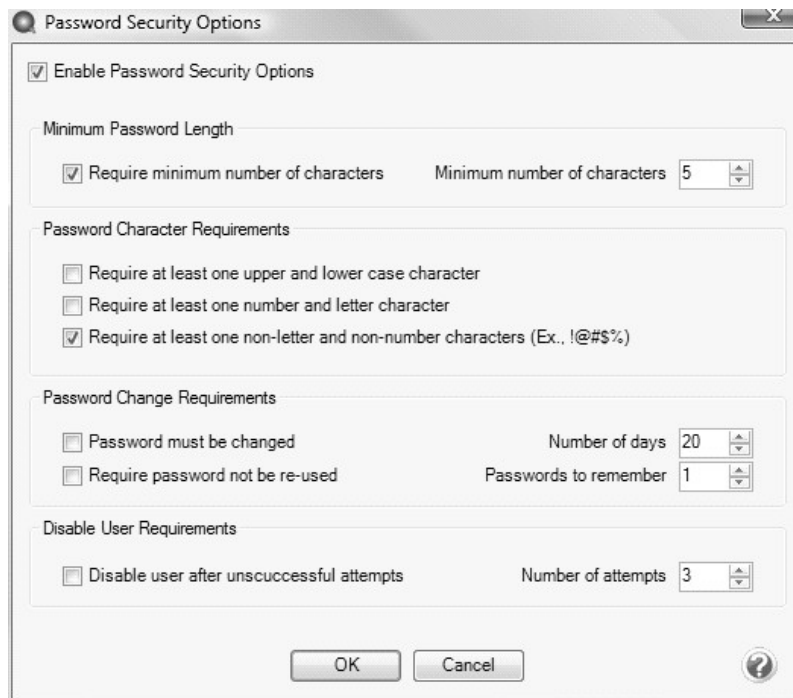 Password Security Options
Enable Password Security Options
Minimum Password Length
Require minimum number of characters Minimum number of characters 5
Password Character Requirements
Require at least one upper and lower case character
Require at least one number and letter character
Require at least one non-letter and non-number characters (Ex., !@#$%)
Password Change Requirements
Password must be changed Number of days 20
Require password not be re-used Passwords to remember 1
Disable User Requirements
Disable user after unscuccessful attempts Number of attempts 3
OK Cancel ?